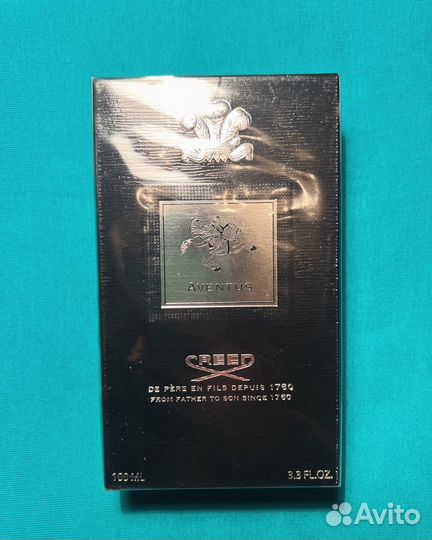 AVENTUS
CREED
DE PÈRE EN FILS DEPUIS 1760
FROM FATHER TO SON SINCE 1760
100 ML 3.3 FL.OZ.
Avito